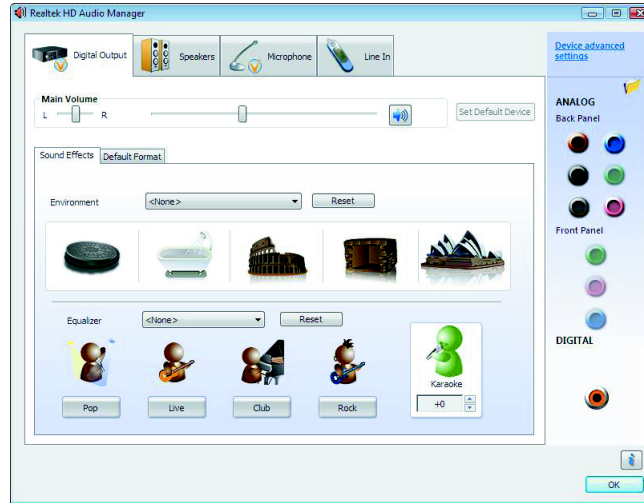 Realtek HD Audio Manager
Digital Output
Speakers
Microphone
Line In
Device advanced
settings
Main Volume
L
R
Set Default Device
ANALOG
Back Panel
Sound Effects
Default Format
Environment
<None>
Reset
Front Panel
Equalizer
<None>
Reset
DIGITAL
Karaoke
Pop
Live
Club
Rock
+0
i
OK